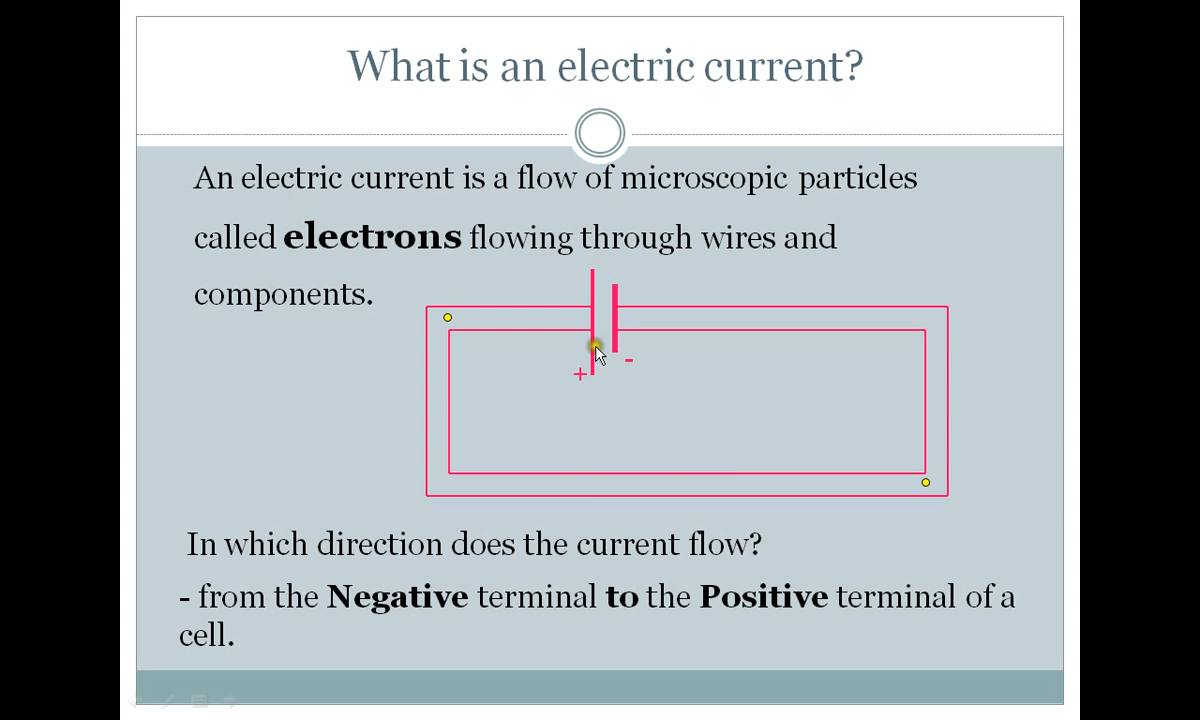 What is an electric current?
An electric current is a flow of microscopic particles
called electrons flowing through wires and
components.
+ -
In which direction does the current flow?
- from the Negative terminal to the Positive terminal of a
cell.